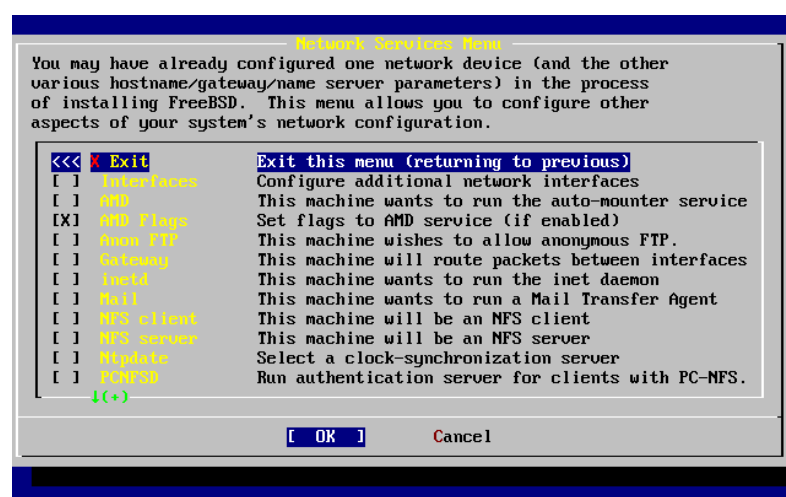 Network Services Menu
You may have already configured one network device (and the other
various hostname/gateway/name server parameters) in the process
of installing FreeBSD.  This menu allows you to configure other
aspects of your system's network configuration.
<<< X Exit Exit this menu (returning to previous)
[ ] Interfaces Configure additional network interfaces
[ ] AMD This machine wants to run the auto-mounter service
[X] AMD Flags Set flags to AMD service (if enabled)
[ ] Anon FTP This machine wishes to allow anonymous FTP.
[ ] Gateway This machine will route packets between interfaces
[ ] inetd This machine wants to run the inet daemon
[ ] Mail This machine wants to run a Mail Transfer Agent
[ ] NFS client This machine will be an NFS client
[ ] NFS server This machine will be an NFS server
[ ] Ntpdate Select a clock-synchronization server
[ ] PCNFSD Run authentication server for clients with PC-NFS.
↓(+)
[ OK ] Cancel